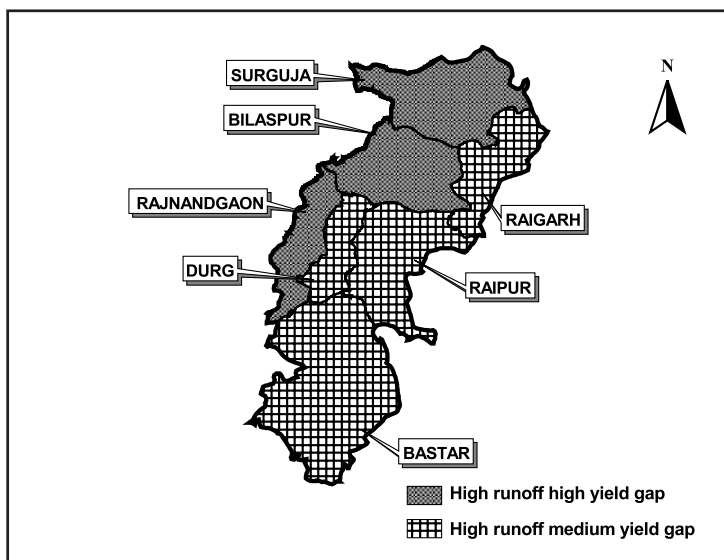 SURGUJA
N
BILASPUR
RAJNANDGAON
RAIGARH
DURG
RAIPUR
BASTAR
High runoff high yield gap
High runoff medium yield gap